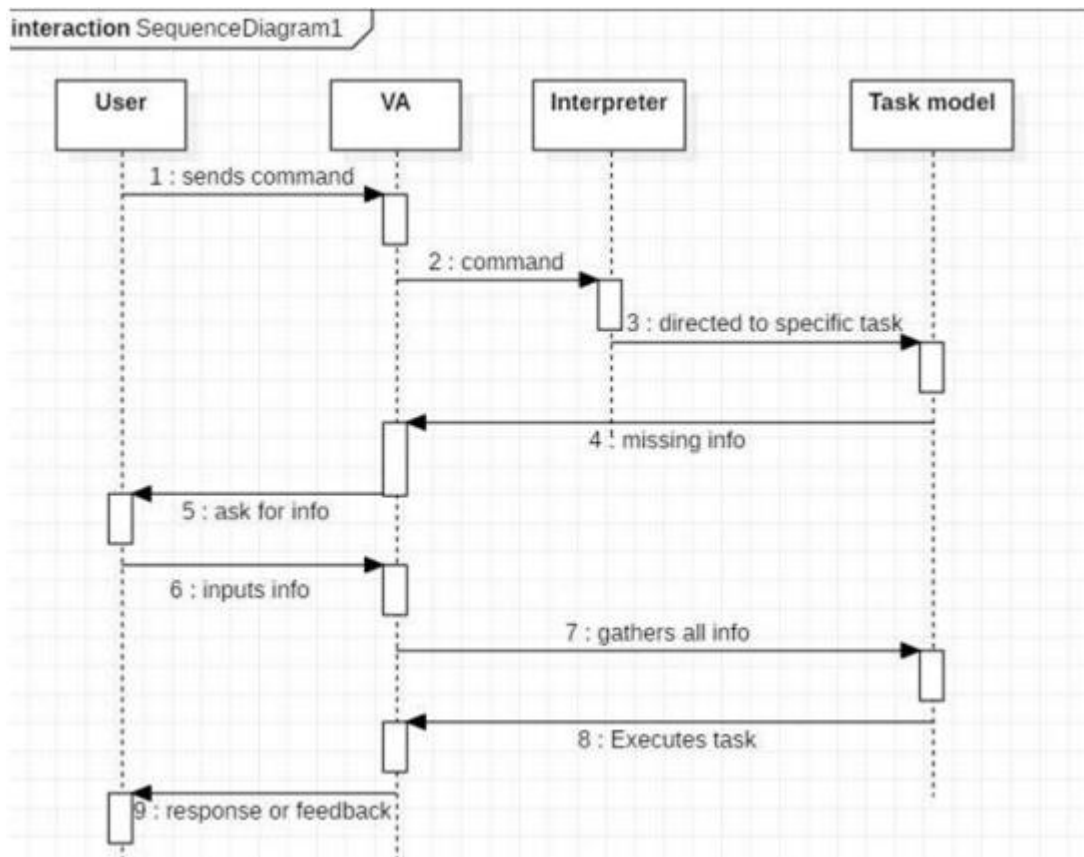 interaction SequenceDiagram1
User
VA
Interpreter
Task model
1 : sends command
2 : command
3 : directed to specific task
4 : missing info
5 : ask for info
6 : inputs info
7 : gathers all info
8 : Executes task
9 : response or feedback